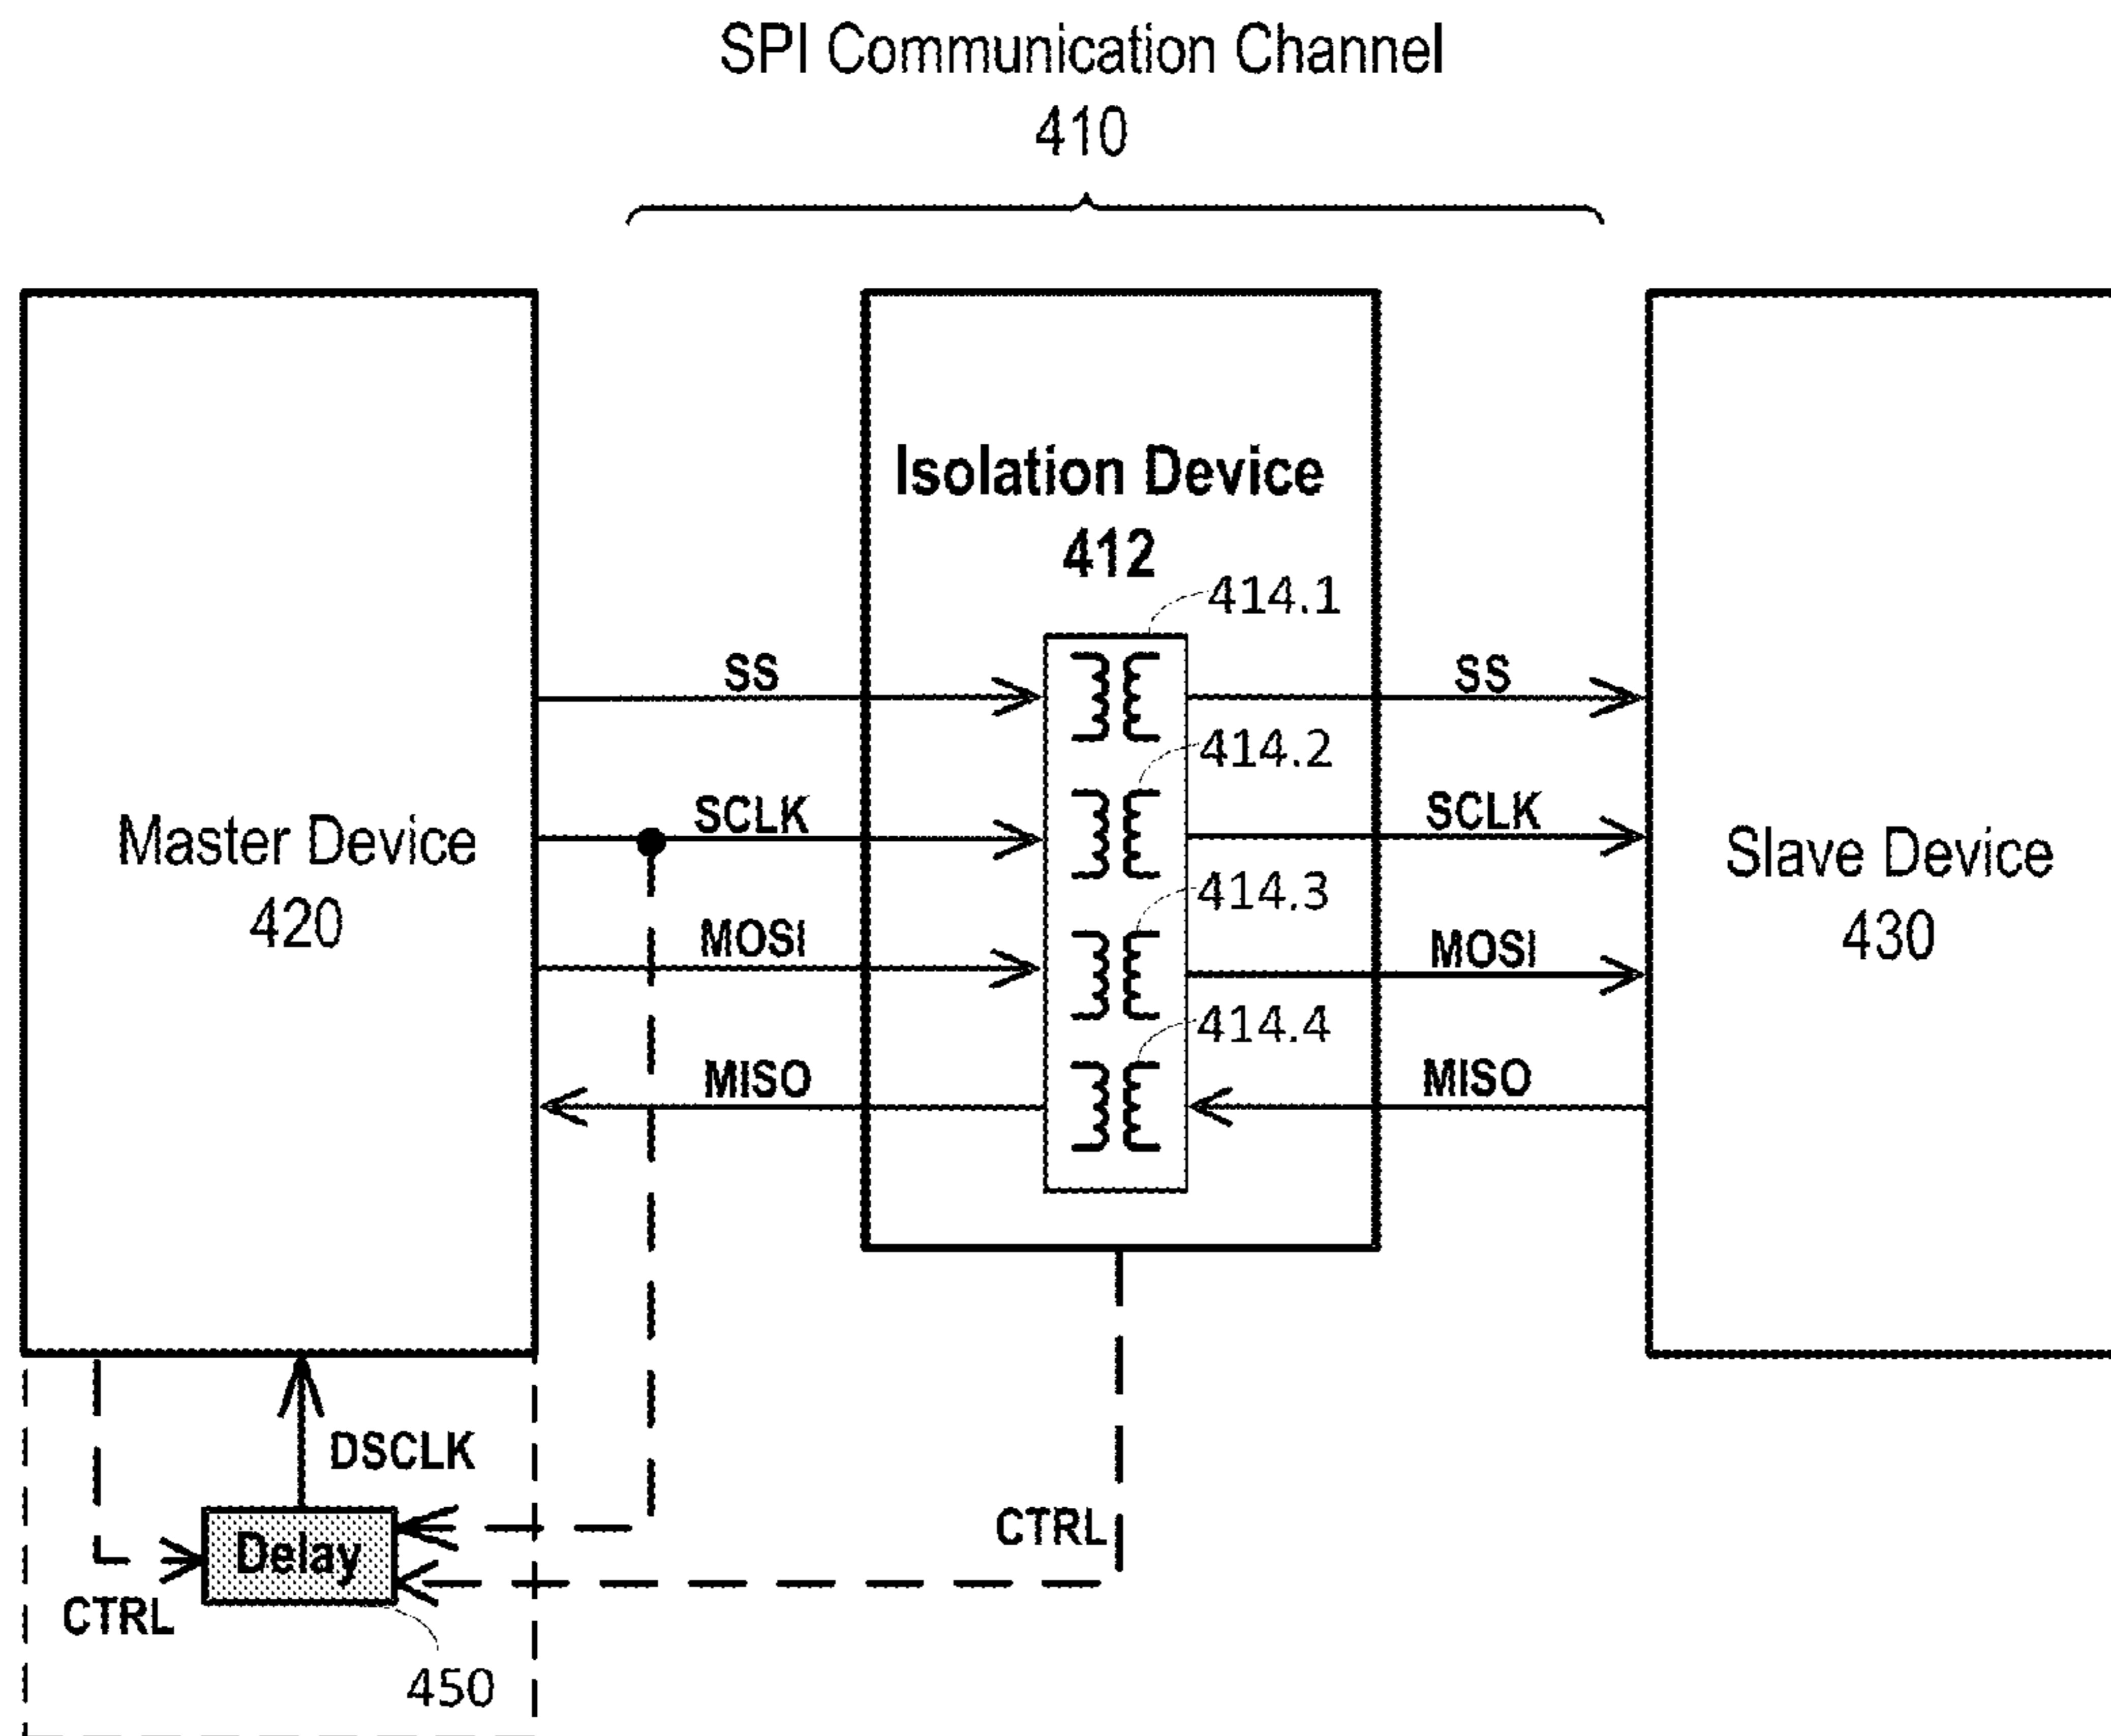 SPI Communication Channel
410
Isolation Device
412
414.1
SS
SS
414.2
SCLK
SCLK
Master Device
420
Slave Device
430
414.3
MOSI
MOSI
414.4
MISO
MISO
DSCLK
Delay
CTRL
CTRL
450